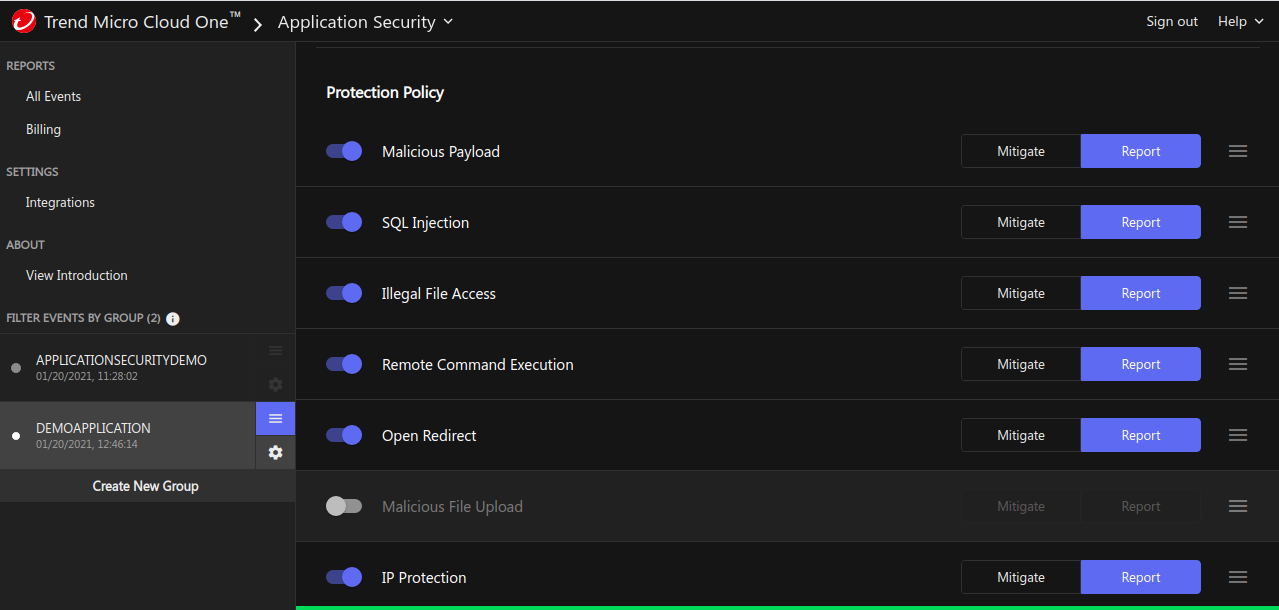 Trend Micro Cloud One™ > Application Security
Sign out Help
REPORTS
All Events
Billing
SETTINGS
Integrations
ABOUT
View Introduction
FILTER EVENTS BY GROUP (2) i
APPLICATIONSECURITYDEMO
01/20/2021, 11:28:02
DEMOAPPLICATION
01/20/2021, 12:46:14
Create New Group
Protection Policy
Malicious Payload Mitigate Report
SQL Injection Mitigate Report
Illegal File Access Mitigate Report
Remote Command Execution Mitigate Report
Open Redirect Mitigate Report
Malicious File Upload Mitigate Report
IP Protection Mitigate Report